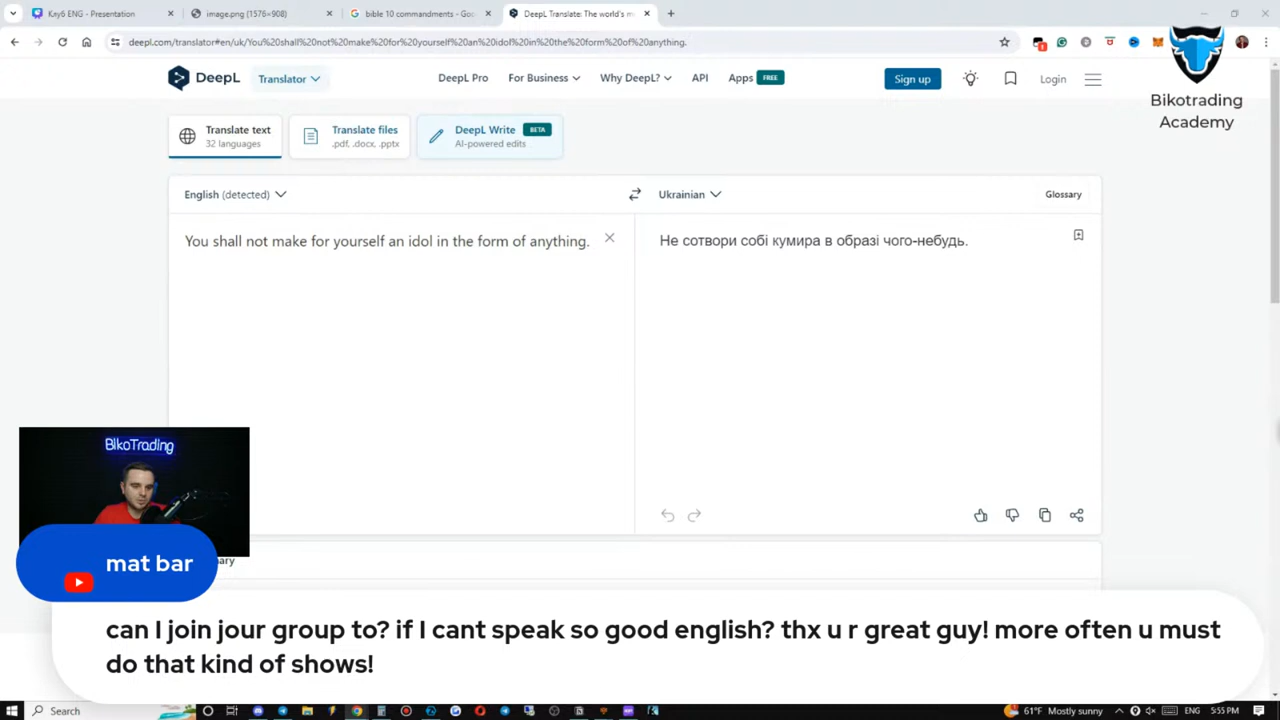 Kny6 ENG - Presentation
image.png (1576×908)
bible 10 commandments - Goo
DeepL Translate: The world's m
deepl.com/translator#en/uk/You%20shall%20not%20make%20for%20yourself%20an%20idol%20in%20the%20form%20of%20anything.
DeepL
Translator
DeepL Pro
For Business
Why DeepL?
API
Apps
FREE
Sign up
Login
Bikotrading
Academy
Translate text
32 languages
Translate files
.pdf, .docx, .pptx
DeepL Write
BETA
AI-powered edits
English (detected)
Ukrainian
Glossary
You shall not make for yourself an idol in the form of anything.
Не сотвори собі кумира в образі чого-небудь.
BikoTrading
mat bar
ary
can I join jour group to? if I cant speak so good english? thx u r great guy! more often u must
do that kind of shows!
Search
61°F Mostly sunny
ENG
5:55 PM